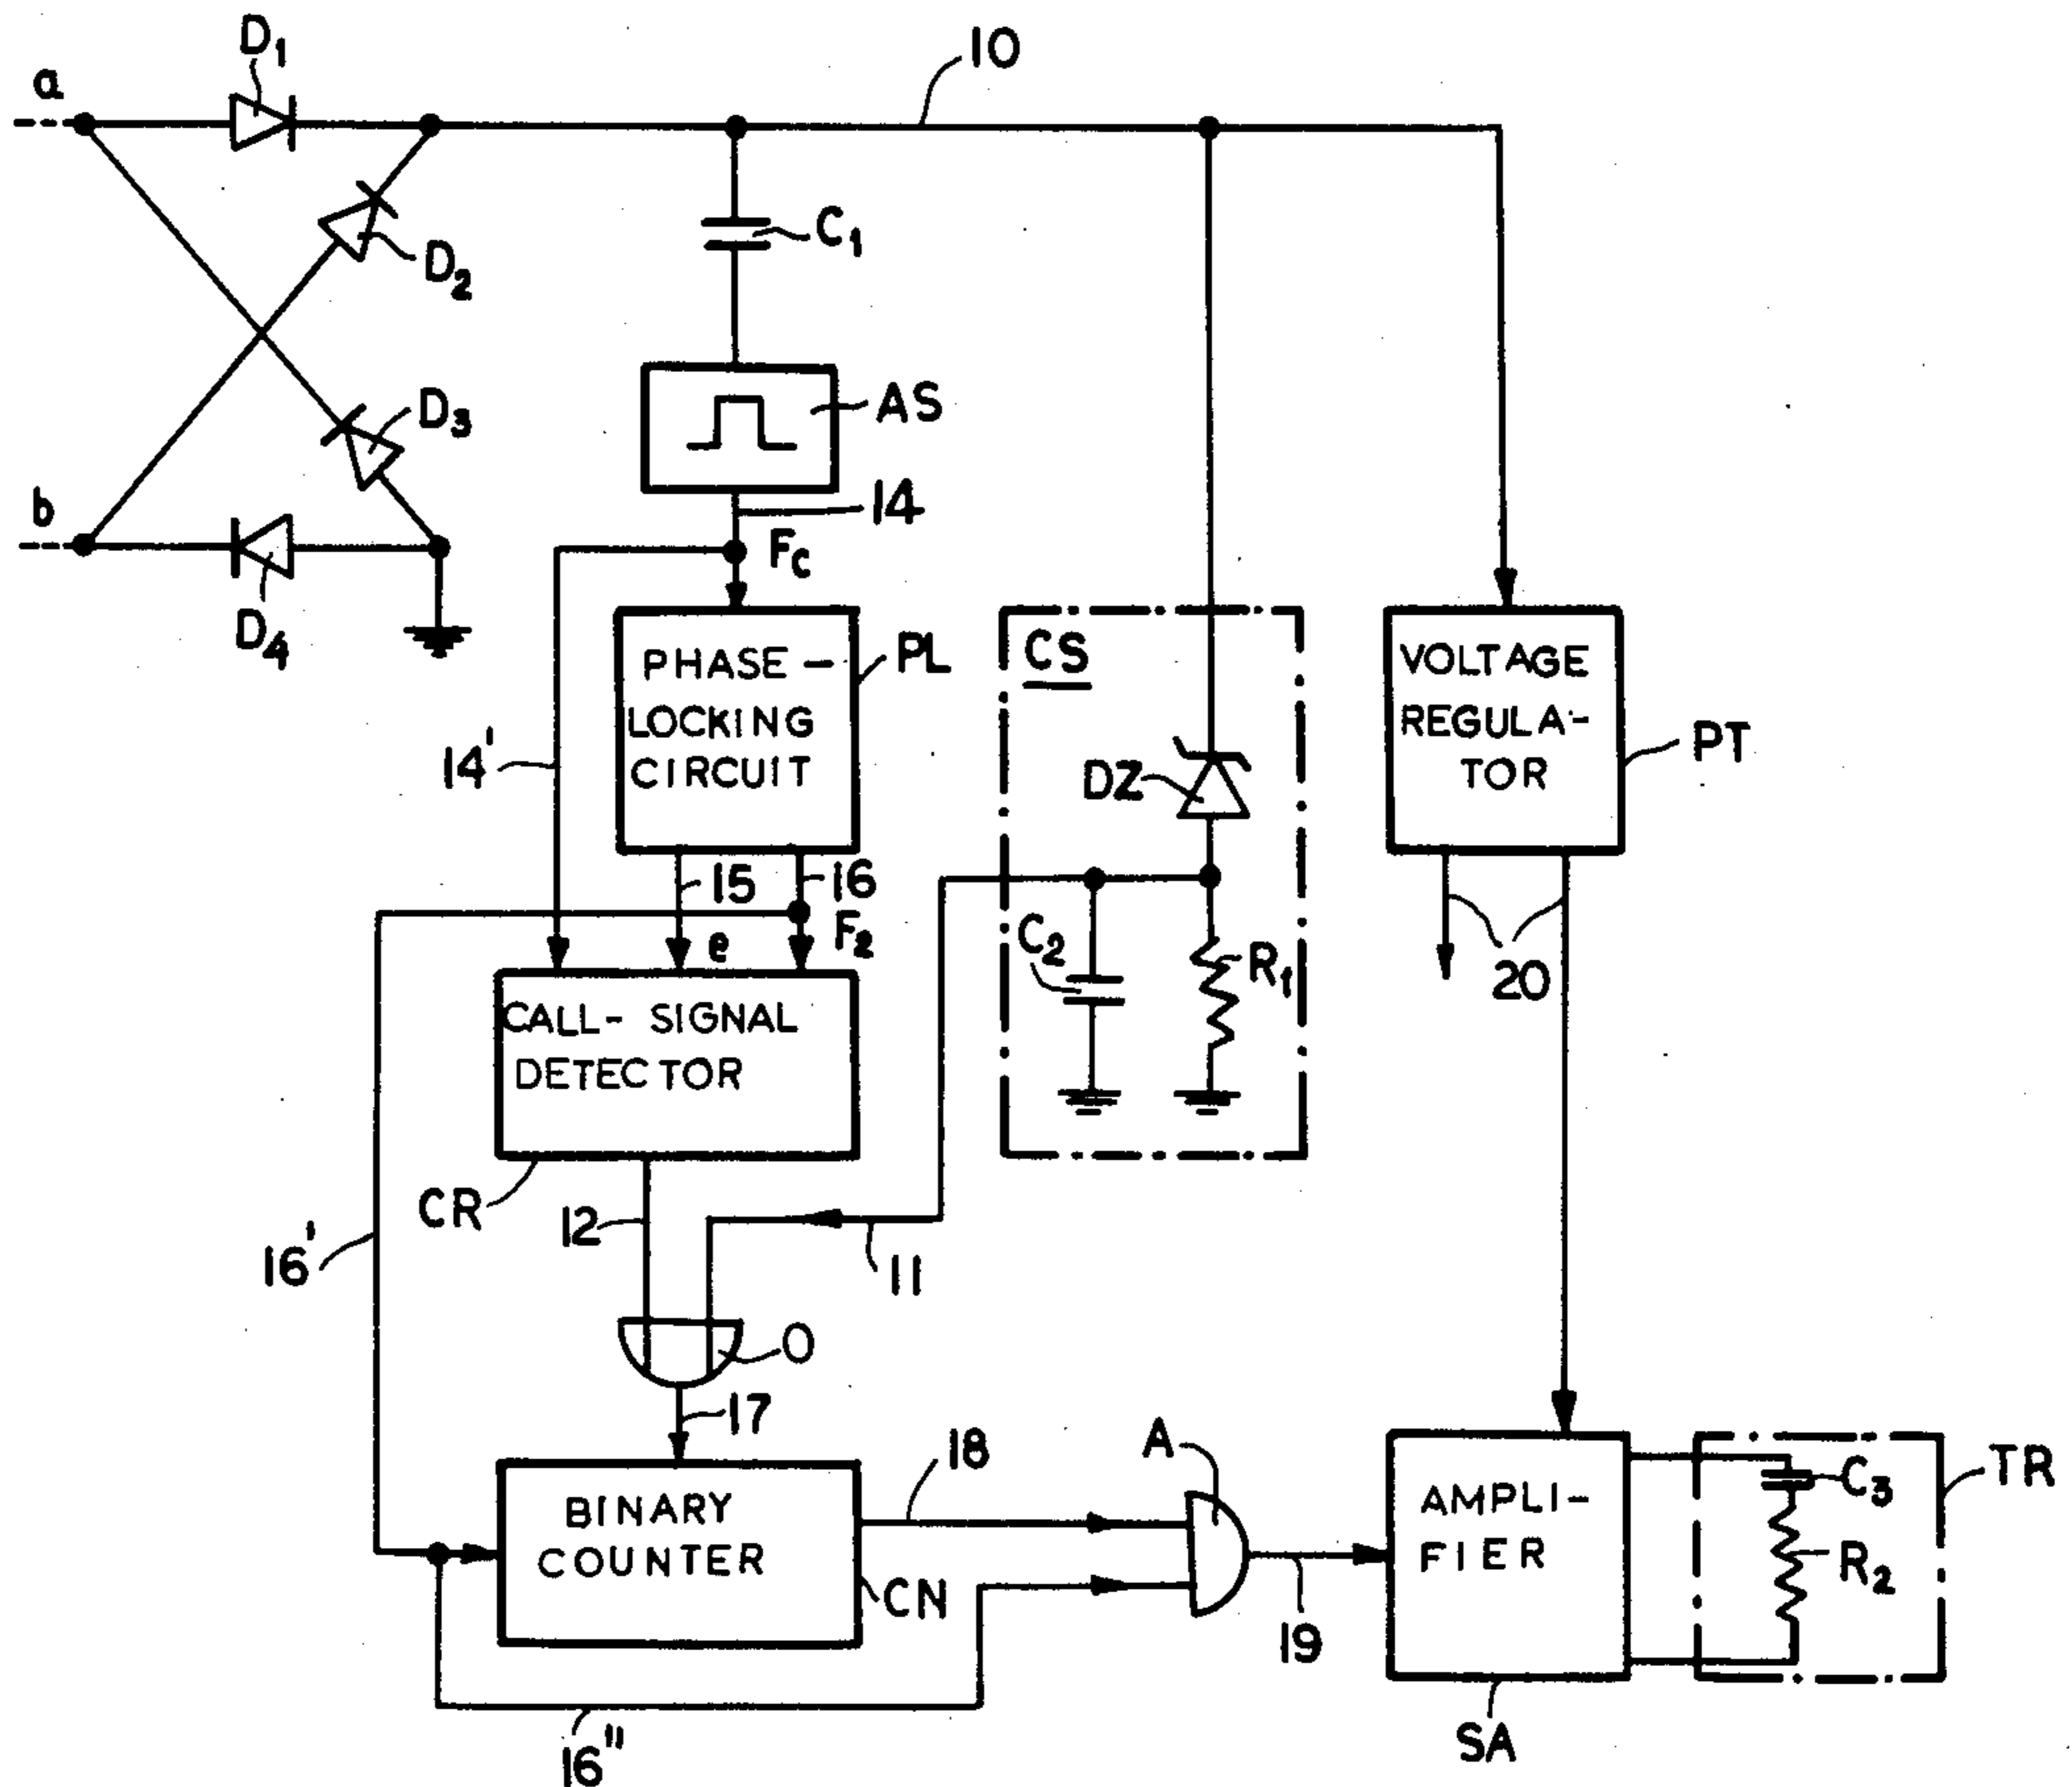 D1
a
10
D2
C1
AS
D3
b
14
Fc
D4
PHASE-
LOCKING
CIRCUIT
PL
CS
VOLTAGE
REGULA-
TOR
PT
14'
DZ
15
16
e
F2
C2
R1
20
CALL-SIGNAL
DETECTOR
CR
12
11
16'
O
17
18
A
BINARY
COUNTER
CN
AMPLI-
FIER
C3
TR
R2
19
16"
SA